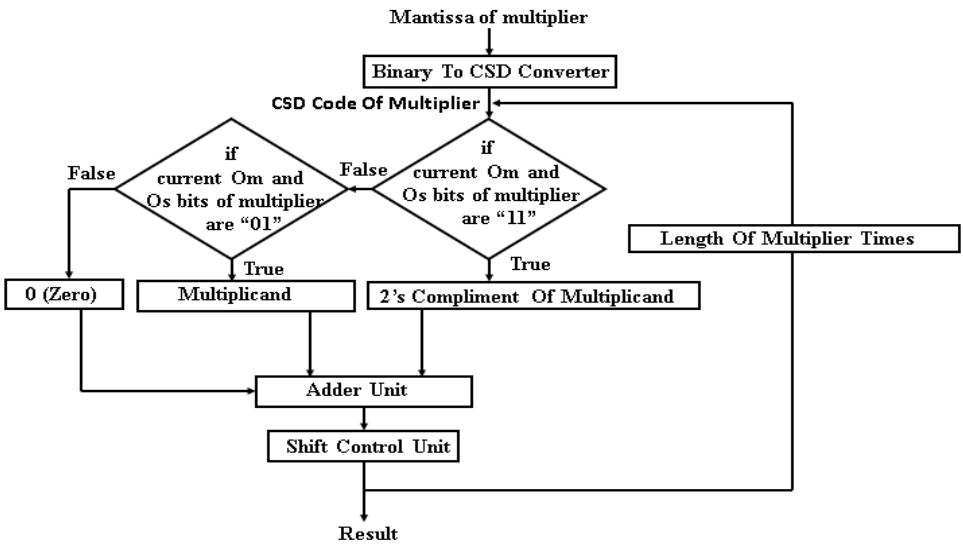 Mantissa of multiplier
Binary To CSD Converter
CSD Code Of Multiplier
if
current Om and
Os bits of multiplier
are “11”
False
True
if
current Om and
Os bits of multiplier
are “01”
False
True
Length Of Multiplier Times
0 (Zero)
Multiplicand
2’s Compliment Of Multiplicand
Adder Unit
Shift Control Unit
Result